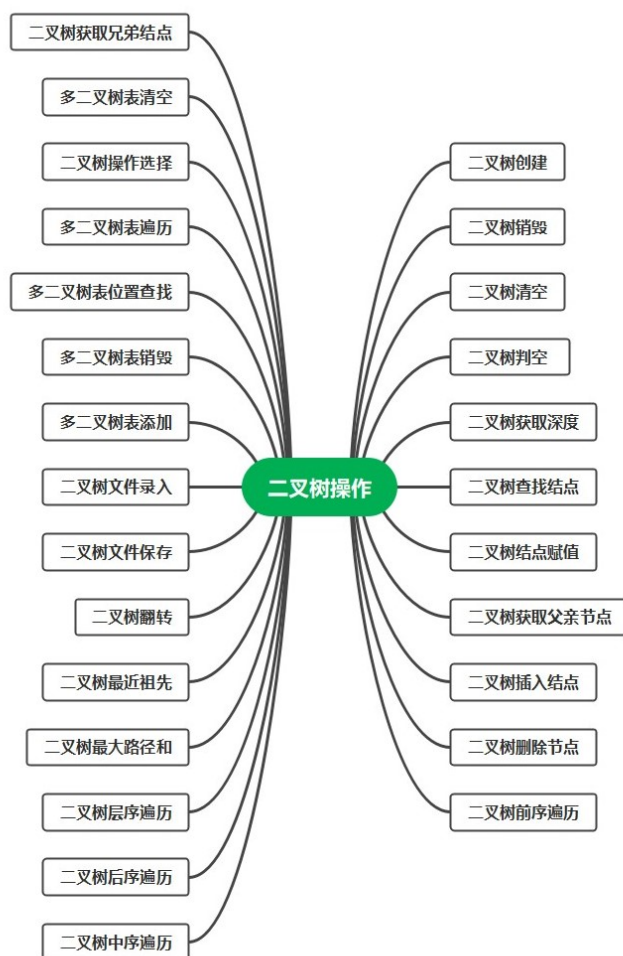 二叉树获取兄弟结点
多二叉树表清空
二叉树操作选择
多二叉树表遍历
多二叉树表位置查找
多二叉树表销毁
多二叉树表添加
二叉树文件录入
二叉树文件保存
二叉树翻转
二叉树最近祖先
二叉树最大路径和
二叉树层序遍历
二叉树后序遍历
二叉树中序遍历
二叉树操作
二叉树创建
二叉树销毁
二叉树清空
二叉树判空
二叉树获取深度
二叉树查找结点
二叉树结点赋值
二叉树获取父亲节点
二叉树插入结点
二叉树删除节点
二叉树前序遍历